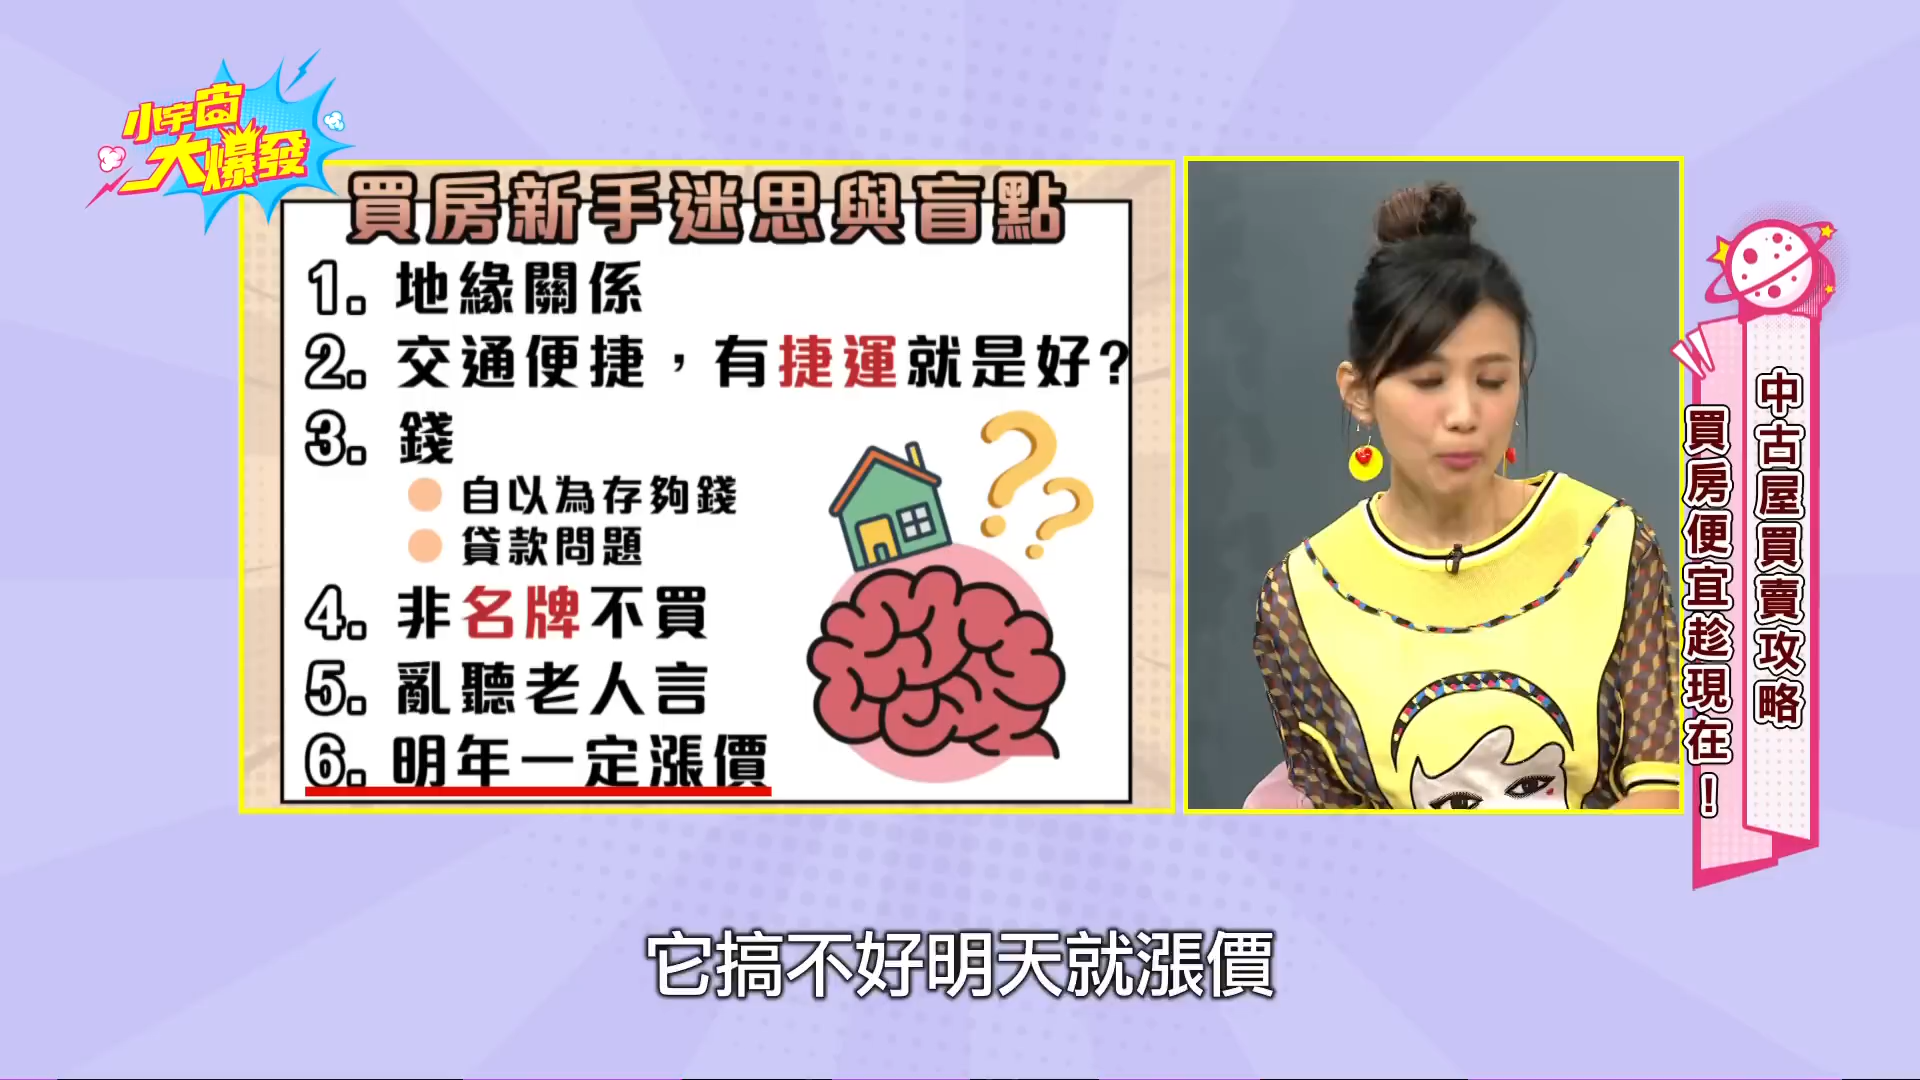 小宇宙
大爆發
買房新手迷思與盲點
1. 地緣關係
2. 交通便捷，有捷運就是好?
3. 錢
自以為存夠錢
貸款問題
4. 非名牌不買
5. 亂聽老人言
6. 明年一定漲價
中古屋買賣攻略
買房便宜趁現在！
它搞不好明天就漲價